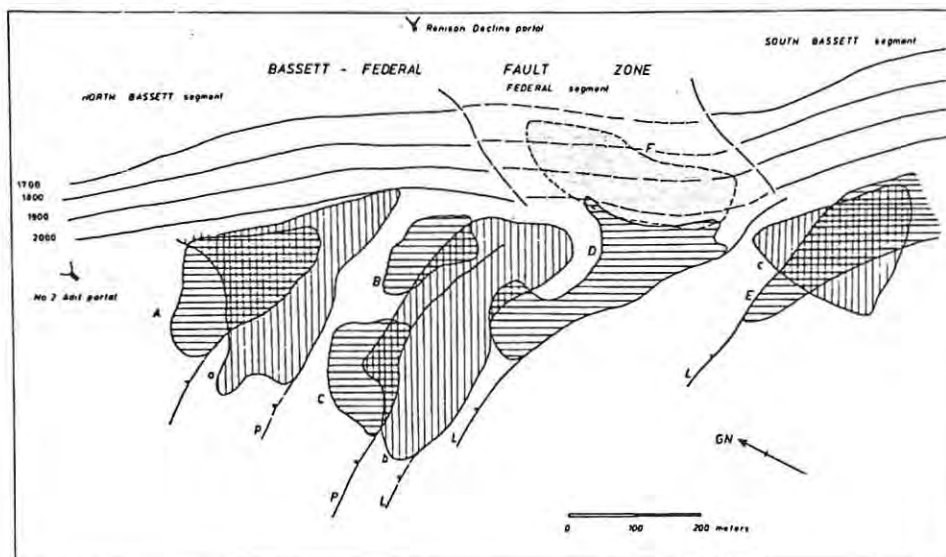 Renison Decline portal
SOUTH BASSETT segment
BASSETT - FEDERAL FAULT ZONE
FEDERAL segment
NORTH BASSETT segment
F
1700
1800
1900
2000
No 2 Adit portal
A
B
D
c
E
a
C
P
L
L
b
P
L
GN
0 100 200
meters